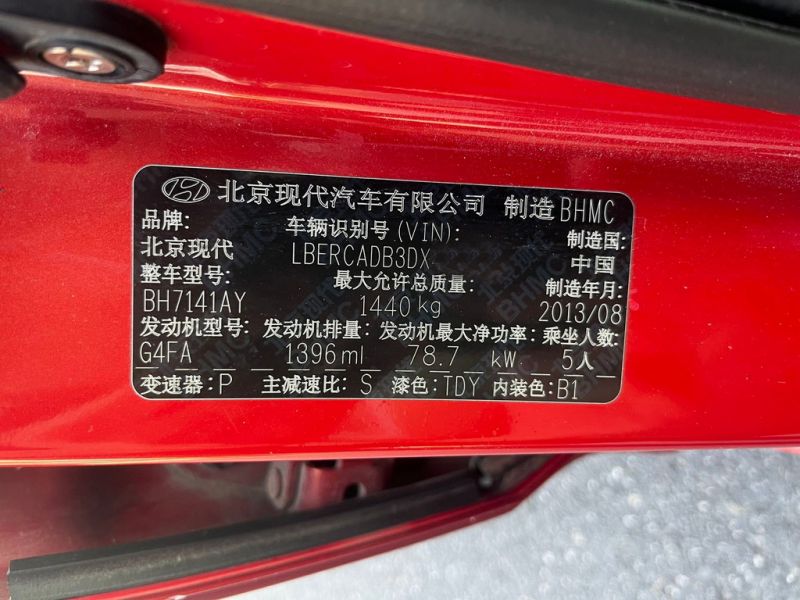 北京现代汽车有限公司 制造 BHMC
品牌: 车辆识别号(VIN): 制造国:
北京现代 LBERCADB3DX 中国
整车型号: 最大允许总质量: 制造年月:
BH7141AY 1440 kg 2013/08
发动机型号: 发动机排量: 发动机最大净功率: 乘坐人数:
G4FA 1396ml 78.7 kW 5人
变速器: P 主减速比: S 漆色: TDY 内装色: B1